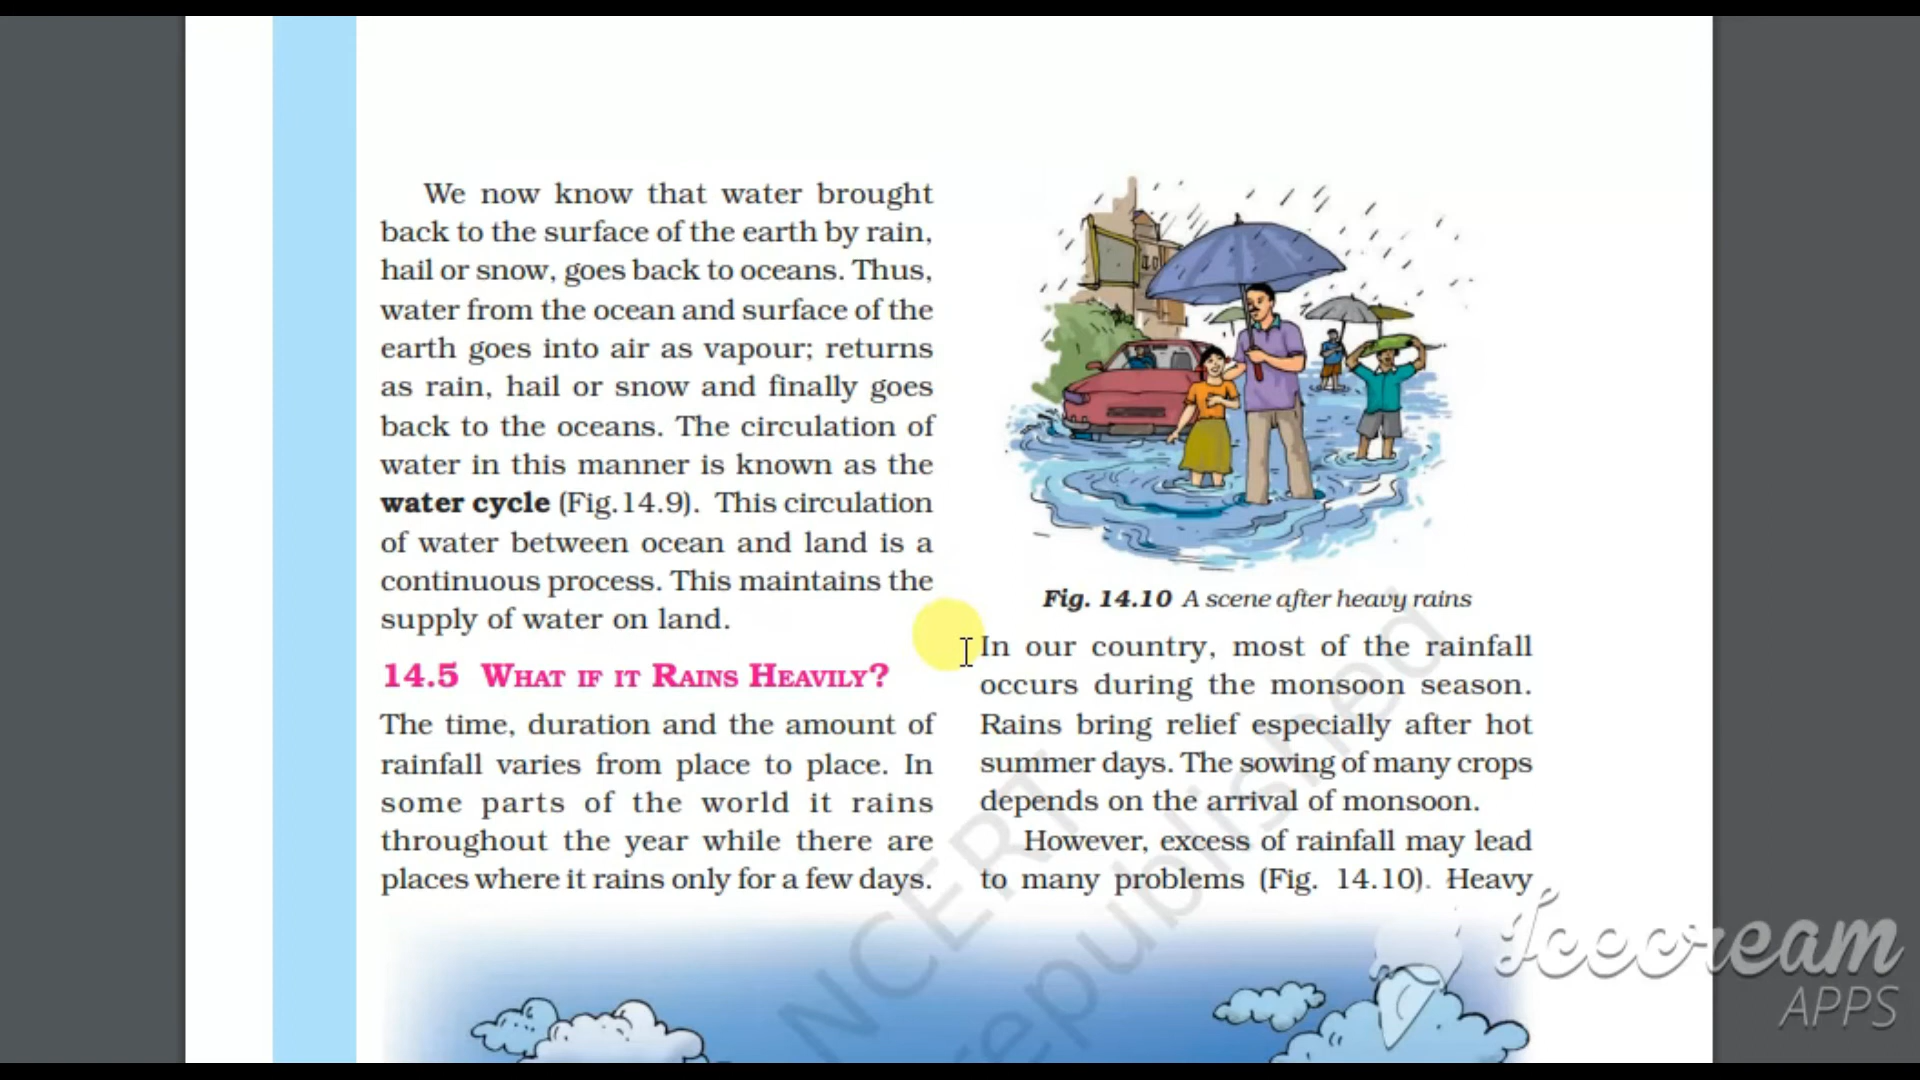 We now know that water brought
back to the surface of the earth by rain,
hail or snow, goes back to oceans. Thus,
water from the ocean and surface of the
earth goes into air as vapour; returns
as rain, hail or snow and finally goes
back to the oceans. The circulation of
water in this manner is known as the
water cycle (Fig.14.9). This circulation
of water between ocean and land is a
continuous process. This maintains the
supply of water on land.
14.5 WHAT IF IT RAINS HEAVILY?
The time, duration and the amount of
rainfall varies from place to place. In
some parts of the world it rains
throughout the year while there are
places where it rains only for a few days.
Fig. 14.10 A scene after heavy rains
In our country, most of the rainfall
occurs during the monsoon season.
Rains bring relief especially after hot
summer days. The sowing of many crops
depends on the arrival of monsoon.
However, excess of rainfall may lead
to many problems (Fig. 14.10). Heavy
NCERT
republished
Icecream
APPS